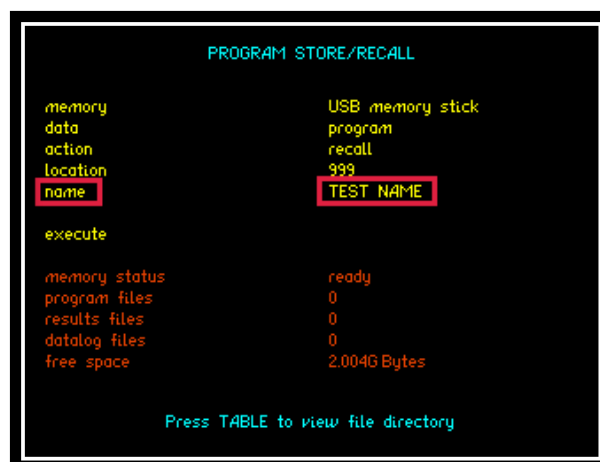 PROGRAM STORE/RECALL
memory USB memory stick
data program
action recall
location 999
name TEST NAME
execute
memory status ready
program files 0
results files 0
datalog files 0
free space 2.004G Bytes
Press TABLE to view file directory